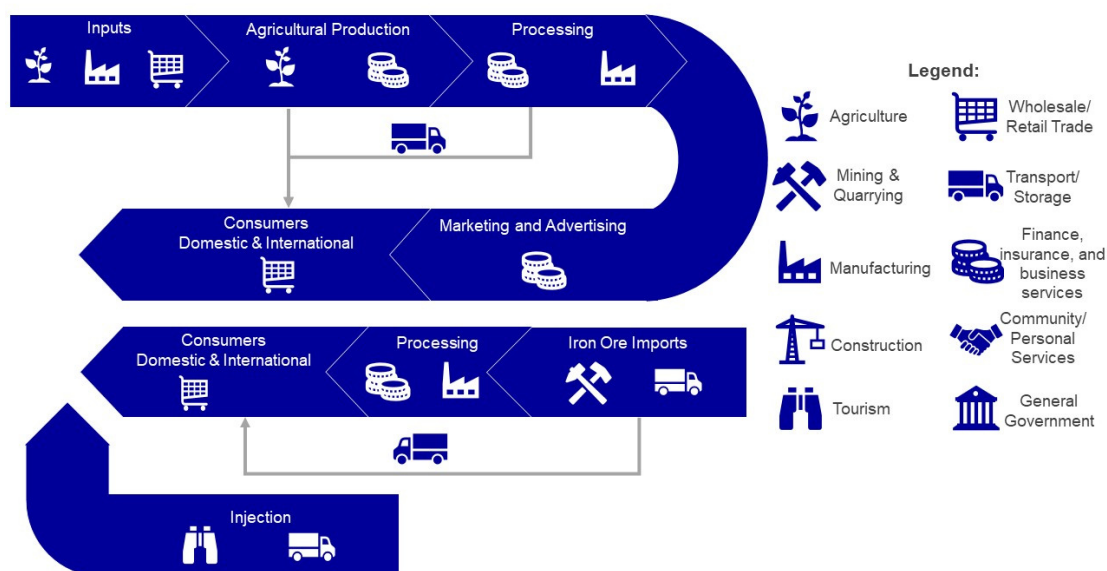 Inputs
Agricultural Production
Processing
Consumers
Domestic & International
Marketing and Advertising
Consumers
Domestic & International
Processing
Iron Ore Imports
Injection
Legend:
Agriculture
Wholesale/
Retail Trade
Mining &
Quarrying
Transport/
Storage
Manufacturing
Finance,
insurance, and
business
services
Construction
Community/
Personal
Services
Tourism
General
Government